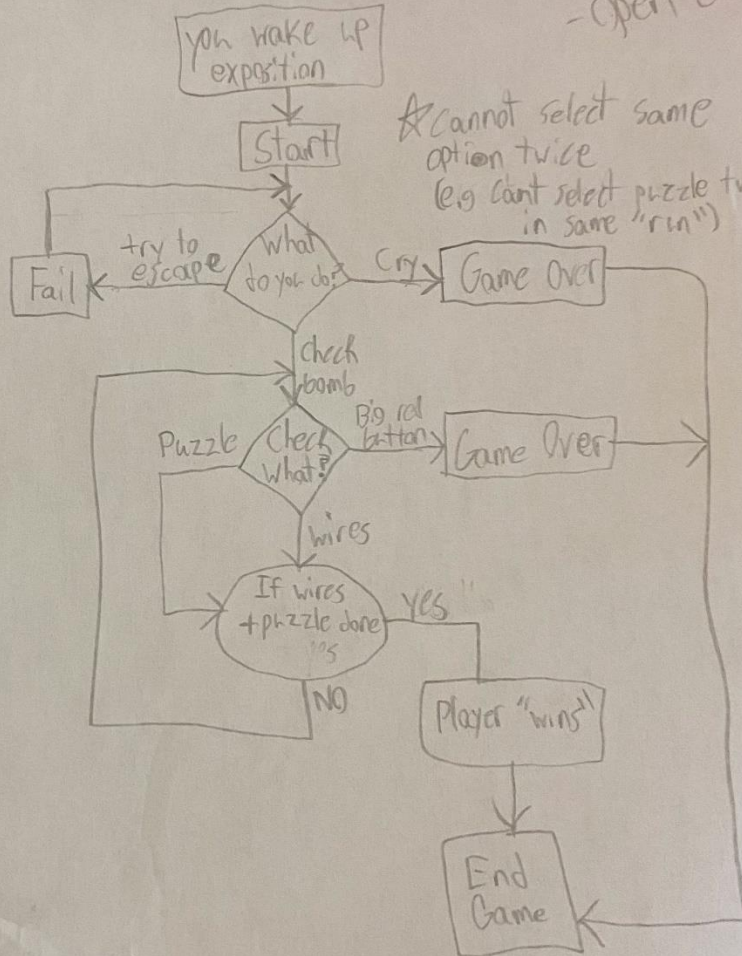 you wake up
exposition
- Open
Start
☆ Cannot select same
option twice
(e.g Can't select puzzle
in same "run")
Fail
try to
escape
What
do you do?
Cry
Game Over
Check
bomb
Puzzle
Check
What?
Big red
button
Game Over
wires
If wires
+puzzle done
Yes
NO
Player "wins"
End
Game